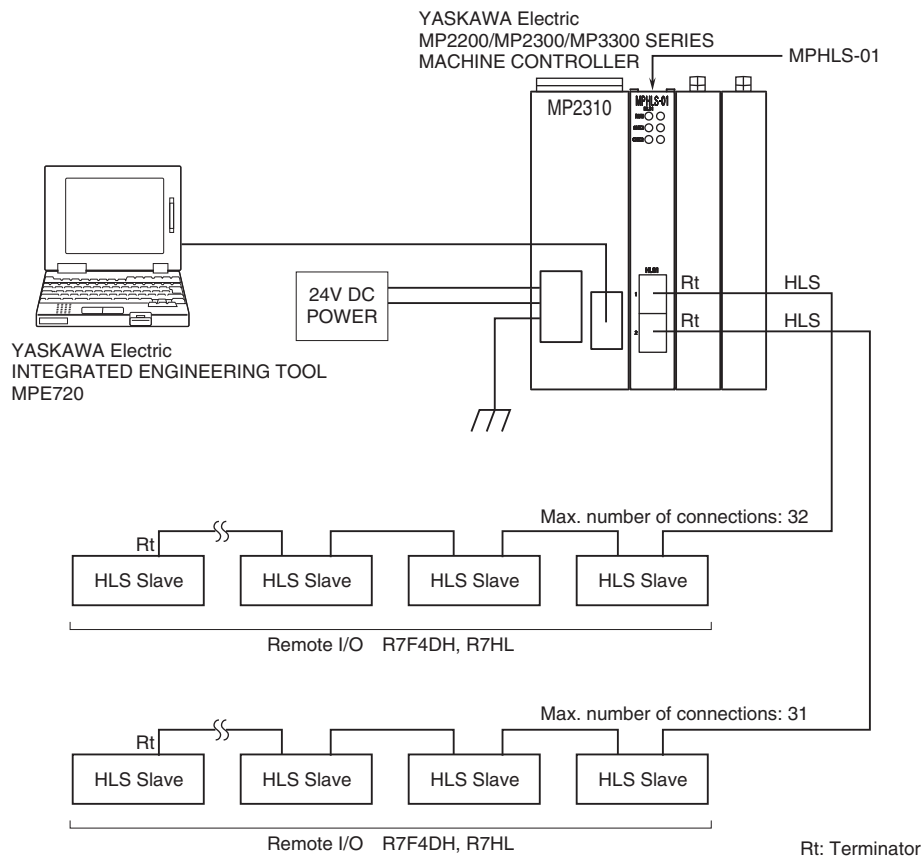 YASKAWA Electric
MP2200/MP2300/MP3300 SERIES
MACHINE CONTROLLER
MPHLS-01
MP2310
MPHLS-01
24V DC
POWER
1
Rt
HLS
2
Rt
HLS
YASKAWA Electric
INTEGRATED ENGINEERING TOOL
MPE720
Max. number of connections: 32
Rt
HLS Slave
HLS Slave
HLS Slave
HLS Slave
Remote I/O R7F4DH, R7HL
Max. number of connections: 31
Rt
HLS Slave
HLS Slave
HLS Slave
HLS Slave
Remote I/O R7F4DH, R7HL
Rt: Terminator